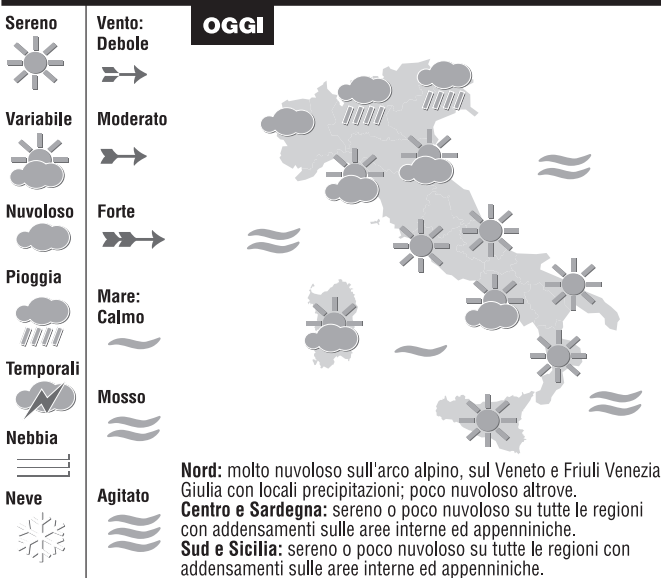 OGGI
Sereno
Variabile
Nuvoloso
Pioggia
Temporali
Nebbia
Neve
Vento:
Debole
Moderato
Forte
Mare:
Calmo
Mosso
Agitato
Nord: molto nuvoloso sull'arco alpino, sul Veneto e Friuli Venezia
Giulia con locali precipitazioni; poco nuvoloso altrove.
Centro e Sardegna: sereno o poco nuvoloso su tutte le regioni
con addensamenti sulle aree interne ed appenniniche.
Sud e Sicilia: sereno o poco nuvoloso su tutte le regioni con
addensamenti sulle aree interne ed appenniniche.